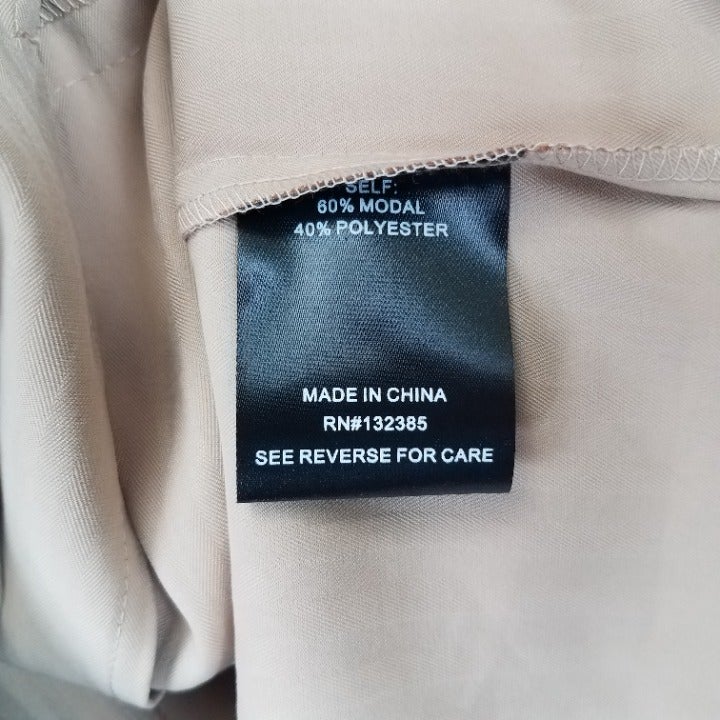 SELF:
60% MODAL
40% POLYESTER
MADE IN CHINA
RN#132385
SEE REVERSE FOR CARE